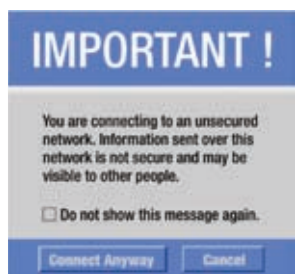 IMPORTANT !
You are connecting to an unsecured
network. Information sent over this
network is not secure and may be
visible to other people.
Do not show this message again.
Connect Anyway Cancel